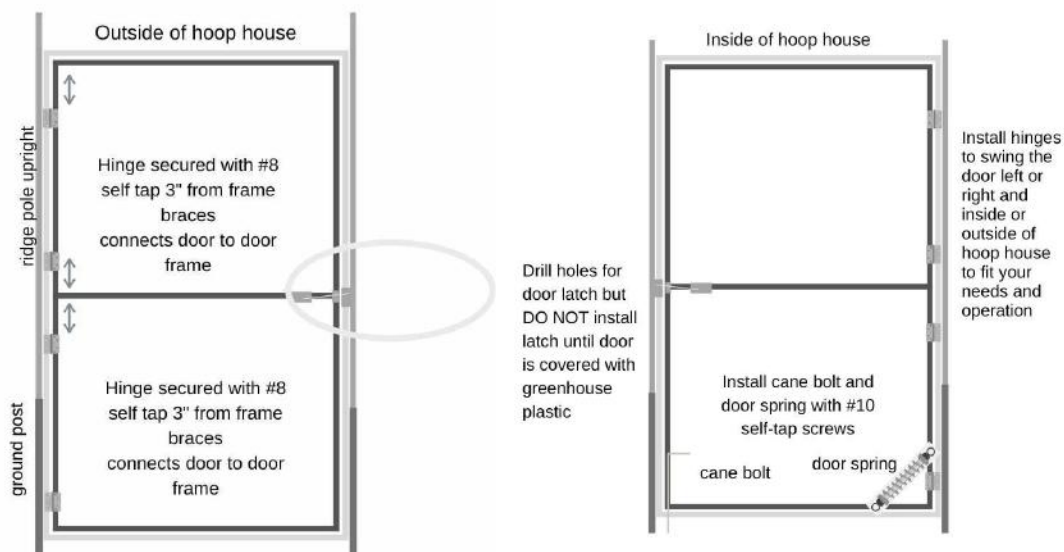 Outside of hoop house
ridge pole upright
Hinge secured with #8
self tap 3" from frame
braces
connects door to door
frame
ground post
Hinge secured with #8
self tap 3" from frame
braces
connects door to door
frame
Inside of hoop house
Drill holes for
door latch but
DO NOT install
latch until door
is covered with
greenhouse
plastic
Install hinges
to swing the
door left or
right and
inside or
outside of
hoop house
to fit your
needs and
operation
Install cane bolt and
door spring with #10
self-tap screws
cane bolt
door spring